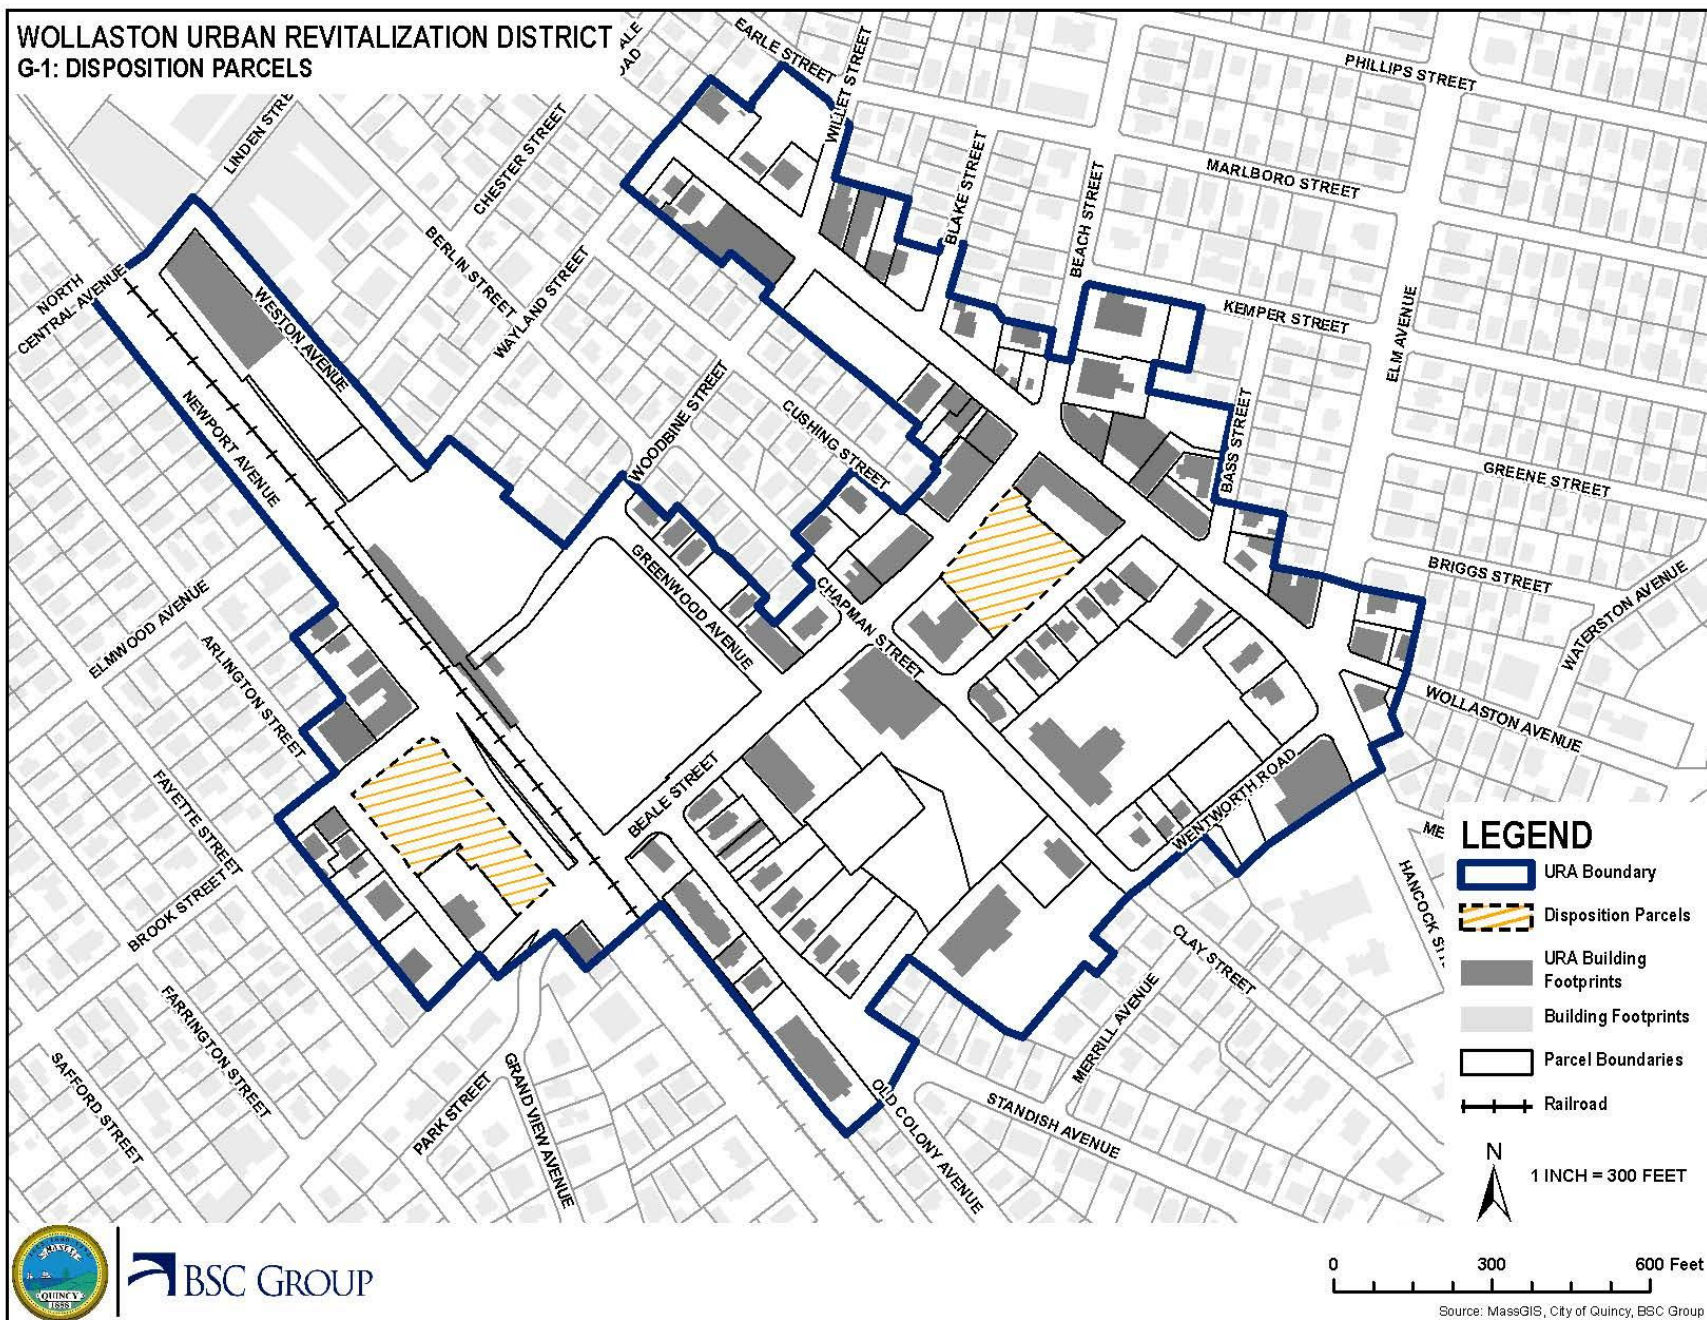 WOLLASTON URBAN REVITALIZATION DISTRICT
G-1: DISPOSITION PARCELS
EARLE STREET
WILLET STREET
PHILLIPS STREET
LINDEN STRE
CHESTER STREET
BLAKE STREET
BEACH STREET
MARLBORO STREET
BERLIN STREET
WAYLAND STREET
NORTH
CENTRAL AVENUE
WESTON AVENUE
KEMPER STREET
ELM AVENUE
NEWPORT AVENUE
WOODBINE STREET
CUSHING STREET
BASS STREET
GREENE STREET
GREENWOOD AVENUE
CHAPMAN STREET
BRIGGS STREET
WATERSTON AVENUE
ELMWOOD AVENUE
ARLINGTON STREET
WOLLASTON AVENUE
FAYETTE STREET
BEALE STREET
WENTWORTH ROAD
BROOK STREET
HANCOCK ST
CLAY STREET
FARRINGTON STREET
MERRILL AVENUE
SAFFORD STREET
PARK STREET
GRAND VIEW AVENUE
OLD COLONY AVENUE
STANDISH AVENUE
LEGEND
URA Boundary
Disposition Parcels
URA Building
Footprints
Building Footprints
Parcel Boundaries
Railroad
N
1 INCH = 300 FEET
QUINCY
BSC GROUP
0 300 600 Feet
Source: MassGIS, City of Quincy, BSC Group